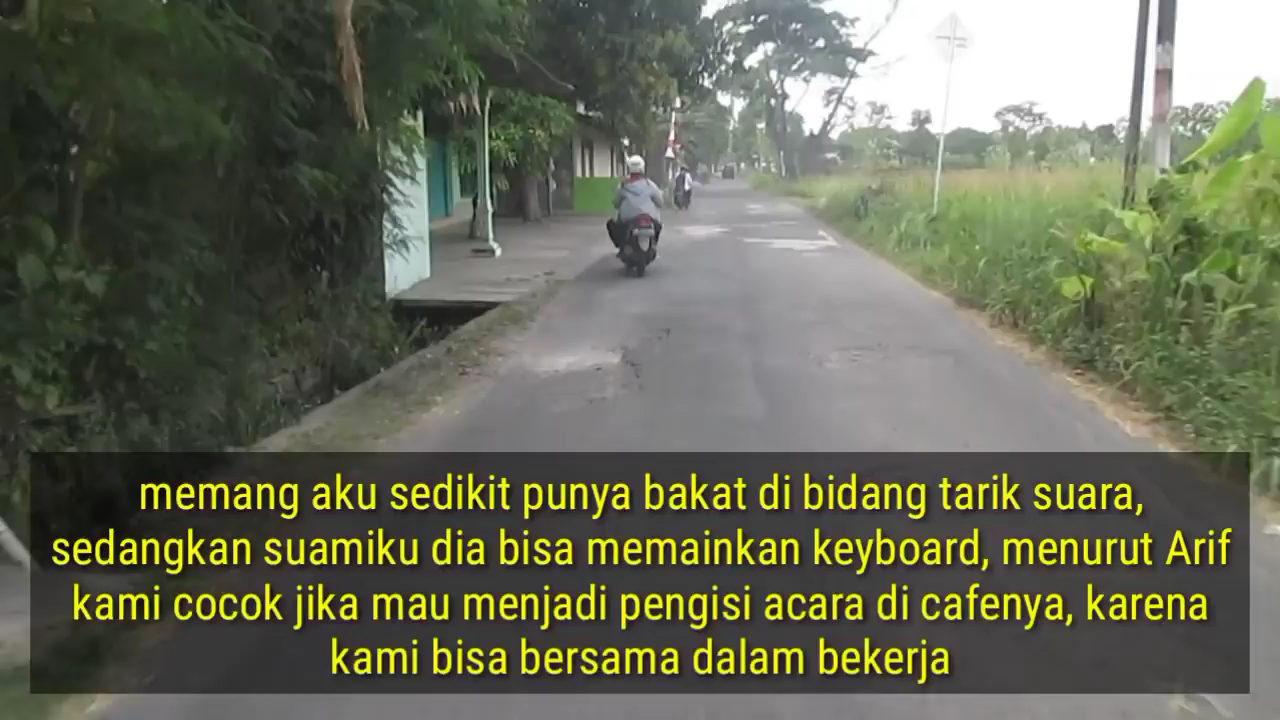 memang aku sedikit punya bakat di bidang tarik suara,
sedangkan suamiku dia bisa memainkan keyboard, menurut Arif
kami cocok jika mau menjadi pengisi acara di cafenya, karena
kami bisa bersama dalam bekerja